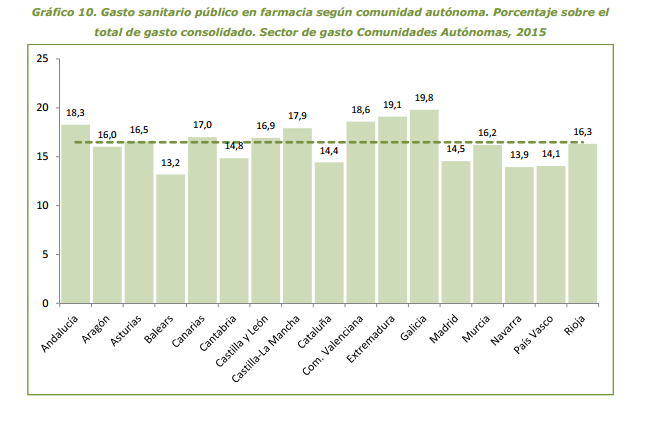 Gráfico 10. Gasto sanitario público en farmacia según comunidad autónoma. Porcentaje sobre el
total de gasto consolidado. Sector de gasto Comunidades Autónomas, 2015
25
20
15
10
5
0
18,3
16,0
16,5
13,2
17,0
14,8
16,9
17,9
14,4
18,6
19,1
19,8
14,5
16,2
13,9
14,1
16,3
Andalucía
Aragón
Asturias
Balears
Canarias
Cantabria
Castilla y León
Castilla-La Mancha
Cataluña
Com. Valenciana
Extremadura
Galicia
Madrid
Murcia
Navarra
País Vasco
Rioja